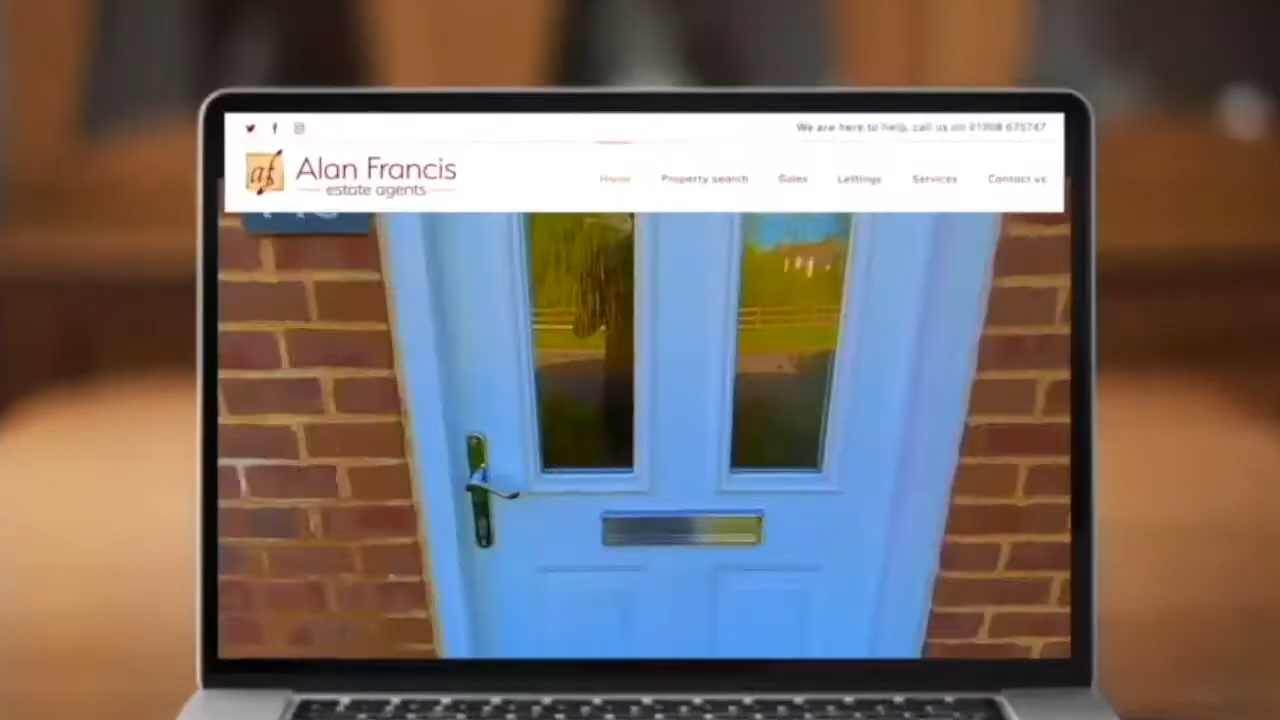 We are here to help, call us on 01908 675747
af
Alan Francis
estate agents
Home
Property search
Sales
Lettings
Services
Contact us